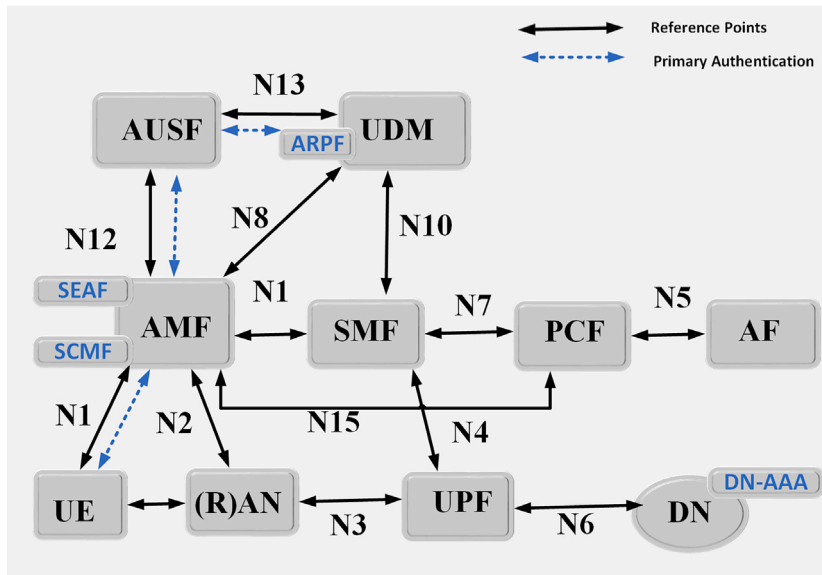 Reference Points
Primary Authentication
N13
AUSF
UDM
ARPF
N8
N10
N12
SEAF
N1
N7
N5
AMF
SMF
PCF
AF
SCMF
N1
N2
N15
N4
UE
(R)AN
UPF
DN-AAA
DN
N3
N6